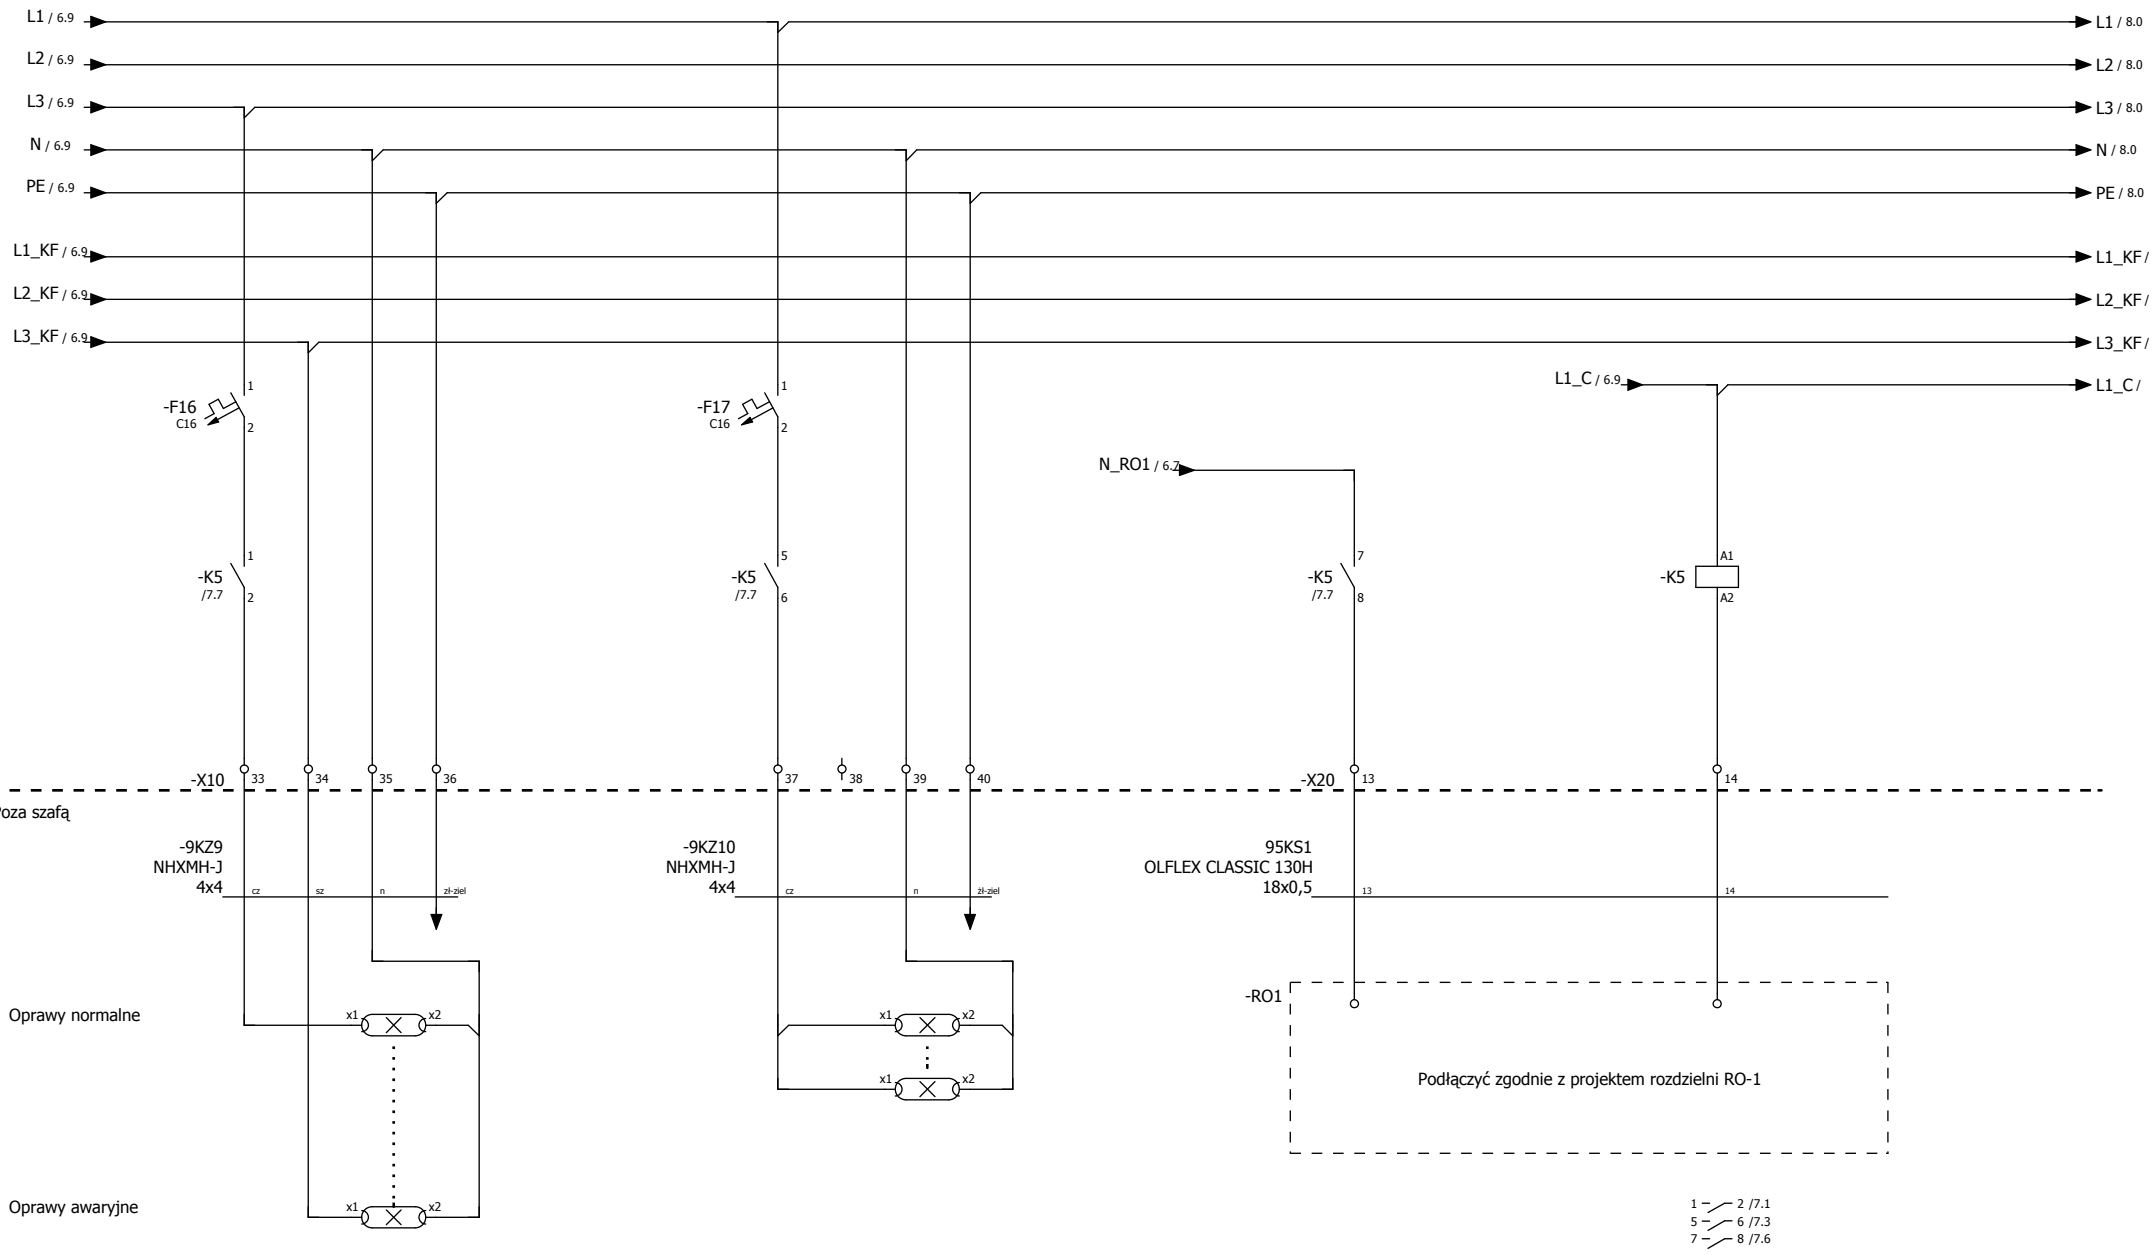 L1 / 6.9
L1 / 8.0
L2 / 6.9
L2 / 8.0
L3 / 6.9
L3 / 8.0
N / 6.9
N / 8.0
PE / 6.9
PE / 8.0
L1_KF / 6.9
L1_KF /
L2_KF / 6.9
L2_KF /
L3_KF / 6.9
L3_KF /
L1_C / 6.9
L1_C /
-F16
C16
1
2
-F17
C16
1
2
N_RO1 / 6.7
-K5
/7.7
1
2
-K5
/7.7
5
6
-K5
/7.7
7
8
-K5
A1
A2
-X10
33
34
35
36
37
38
39
40
-X20
13
14
oza szafą
-9KZ9
NHXMH-J
4x4
cz
sz
n
zł-ziel
-9KZ10
NHXMH-J
4x4
cz
n
żł-ziel
95KS1
OLFLEX CLASSIC 130H
18x0,5
13
14
-RO1
Oprawy normalne
x1
x2
x1
x2
x1
x2
Podłączyć zgodnie z projektem rozdzielni RO-1
Oprawy awaryjne
x1
x2
1 2 /7.1
5 6 /7.3
7 8 /7.6